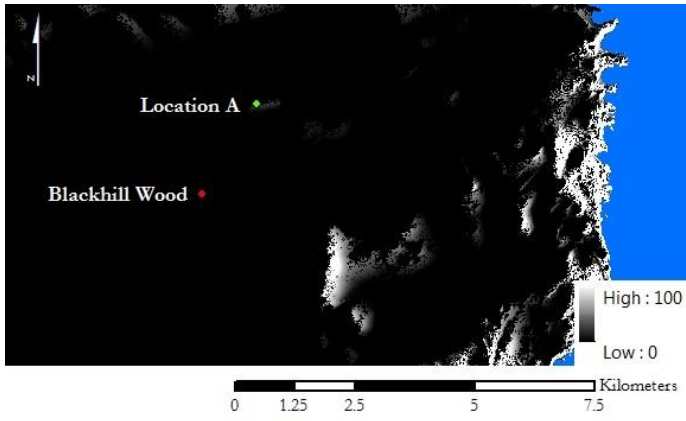 N
Location A
Blackhill Wood
High : 100
Low : 0
Kilometers
0 1.25 2.5 5 7.5